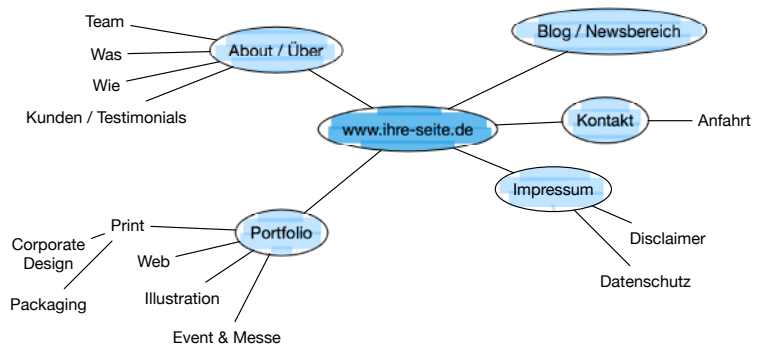 Team
Was
Wie
Kunden / Testimonials
About / Über
Blog / Newsbereich
www.ihre-seite.de
Kontakt
Anfahrt
Impressum
Disclaimer
Datenschutz
Portfolio
Print
Corporate
Design
Packaging
Web
Illustration
Event & Messe